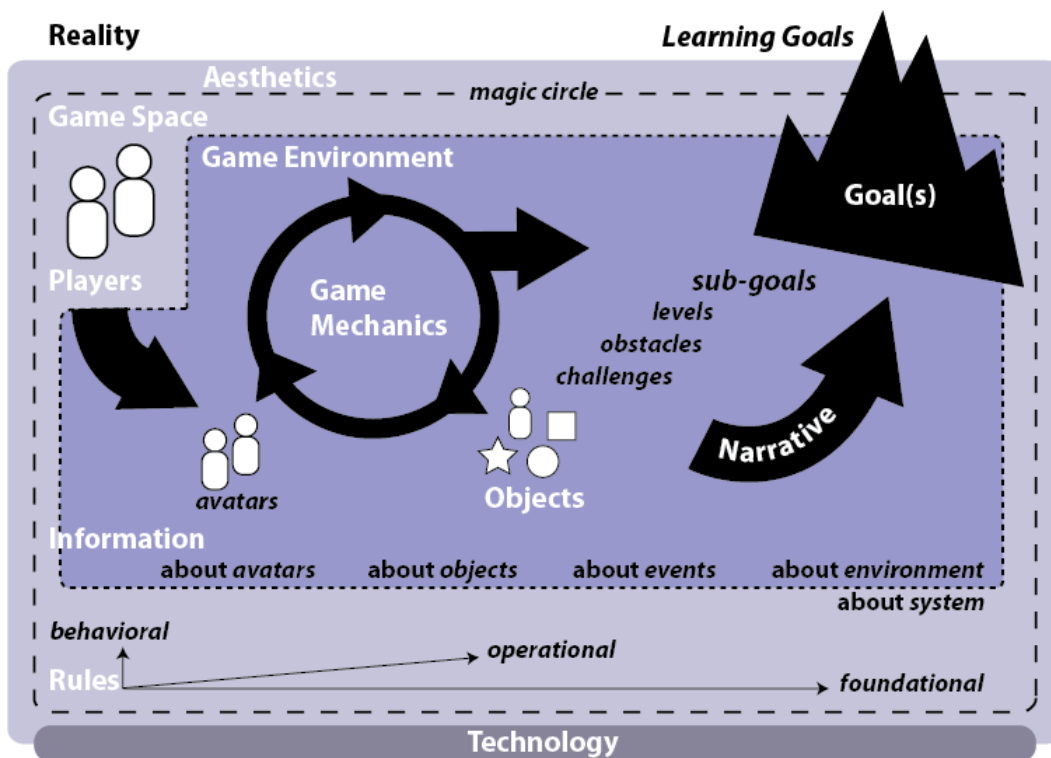 Reality
Learning Goals
Aesthetics
magic circle
Game Space
Game Environment
Goal(s)
Players
Game
Mechanics
sub-goals
levels
obstacles
challenges
Narrative
avatars
Objects
Information
about avatars
about objects
about events
about environment
about system
behavioral
operational
Rules
foundational
Technology